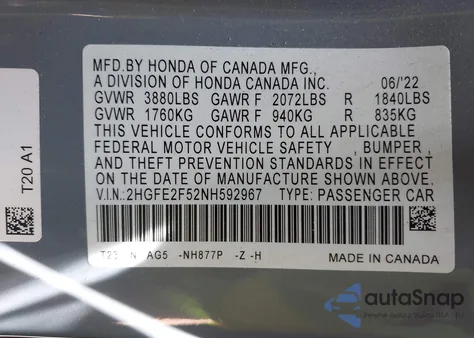 MFD.BY HONDA OF CANADA MFG.,
A DIVISION OF HONDA CANADA INC. 06/'22
GVWR 3880LBS GAWR F 2072LBS R 1840LBS
GVWR 1760KG GAWR F 940KG R 835KG
THIS VEHICLE CONFORMS TO ALL APPLICABLE
FEDERAL MOTOR VEHICLE SAFETY , BUMPER ,
AND THEFT PREVENTION STANDARDS IN EFFECT
ON THE DATE OF MANUFACTURE SHOWN ABOVE.
V.I.N.:2HGFE2F52NH592967 TYPE: PASSENGER CAR
T23 N AG5 -NH877P -Z -H MADE IN CANADA
T20 A1
autoSnap